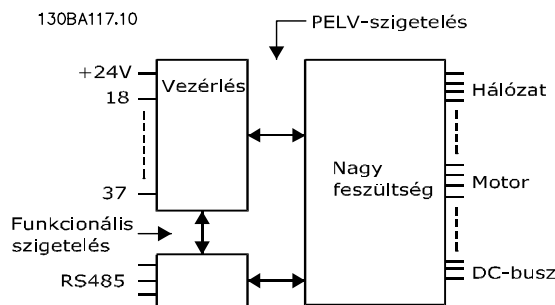 130BA117.10
PELV-szigetelés
+24V
Vezérlés
18
Hálózat
Nagy
feszültség
37
Motor
Funkcionális
szigetelés
RS485
DC-busz